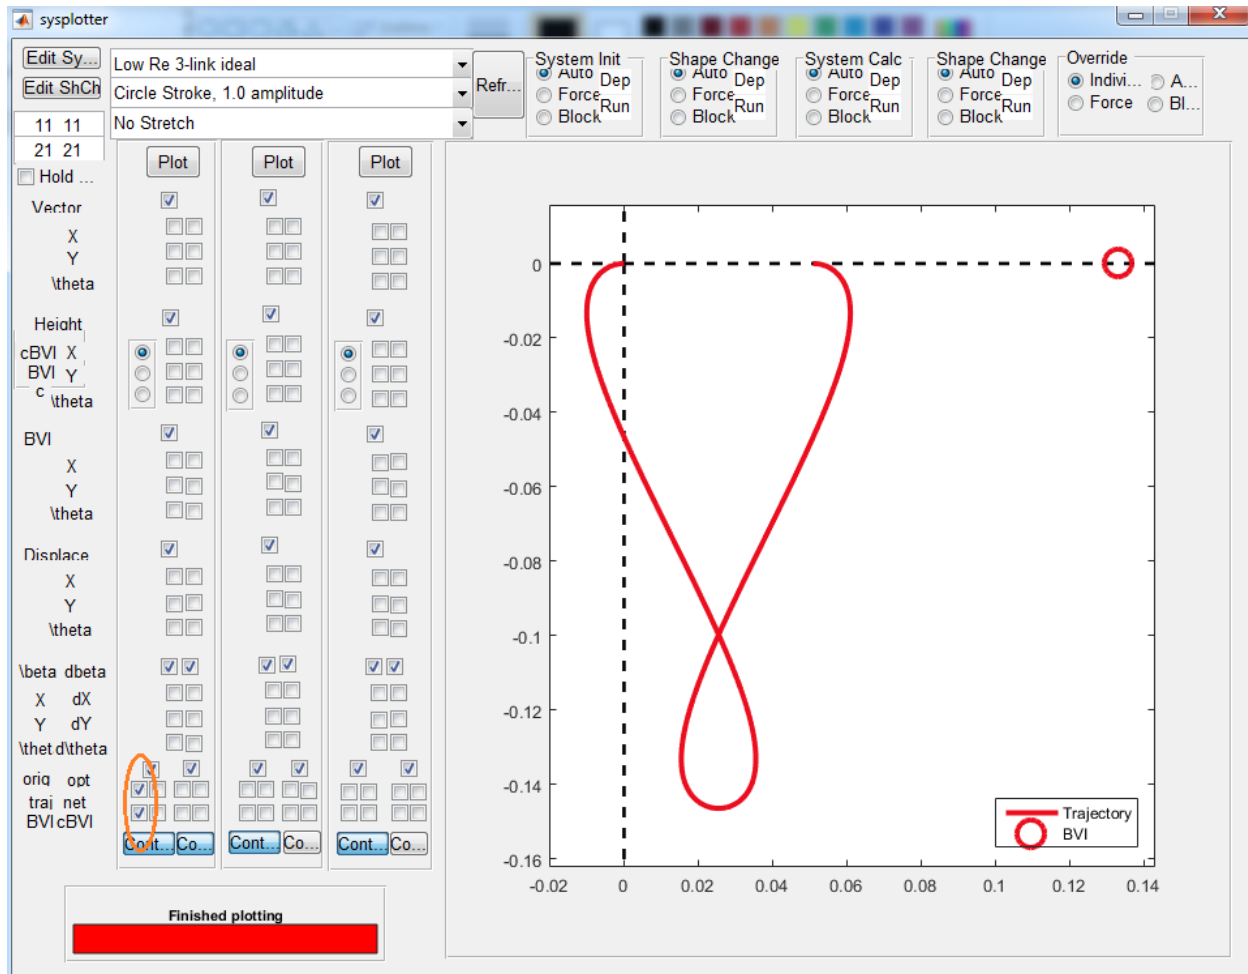 sysplotter
Edit Sy...
Edit ShCh
Low Re 3-link ideal
Circle Stroke, 1.0 amplitude
No Stretch
Refr...
System Init
Auto Dep
Force Run
Block
Shape Change
Auto Dep
Force Run
Block
System Calc
Auto Dep
Force Run
Block
Shape Change
Auto Dep
Force Run
Block
Override
Indivi... A...
Force Bl...
11 11
21 21
Hold ...
Plot Plot Plot
Vector
X
Y
\theta
Height
cBVI X
BVI Y
c \theta
BVI
X
Y
\theta
Displace
X
Y
\theta
\beta dbeta
X dX
Y dY
\thet d\theta
orig opt
traj net
BVI cBVI
Cont... Co... Cont... Co... Cont... Co...
Finished plotting
0
-0.02
-0.04
-0.06
-0.08
-0.1
-0.12
-0.14
-0.16
-0.02 0 0.02 0.04 0.06 0.08 0.1 0.12 0.14
Trajectory
BVI